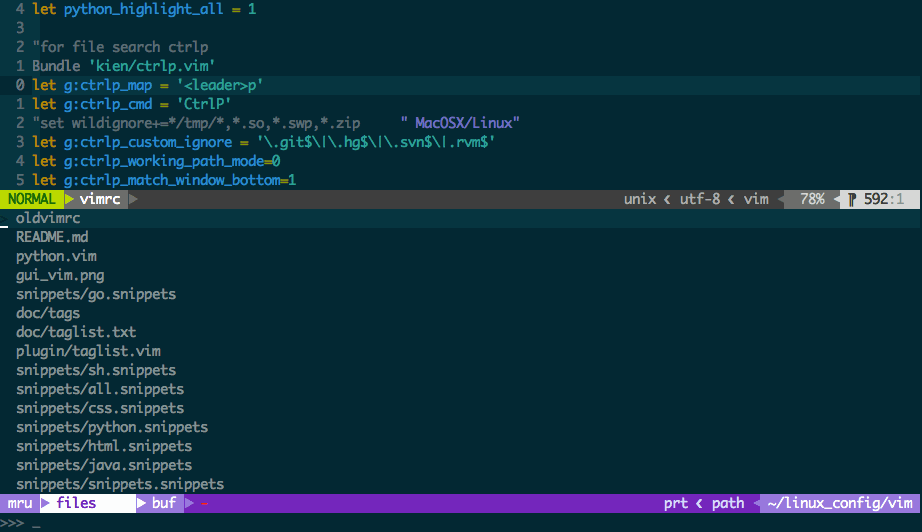 4 let python_highlight_all = 1
3
2 "for file search ctrlp
1 Bundle 'kien/ctrlp.vim'
0 let g:ctrlp_map = '<leader>p'
1 let g:ctrlp_cmd = 'CtrlP'
2 "set wildignore+=*/tmp/*,*.so,*.swp,*.zip     " MacOSX/Linux"
3 let g:ctrlp_custom_ignore = '\.git$\|\.hg$\|\.svn$\|.rvm$'
4 let g:ctrlp_working_path_mode=0
5 let g:ctrlp_match_window_bottom=1
NORMAL vimrc unix < utf-8 < vim 78% 592:1
> oldvimrc
README.md
python.vim
gui_vim.png
snippets/go.snippets
doc/tags
doc/taglist.txt
plugin/taglist.vim
snippets/sh.snippets
snippets/all.snippets
snippets/css.snippets
snippets/python.snippets
snippets/html.snippets
snippets/java.snippets
snippets/snippets.snippets
mru files buf - prt < path ~/linux_config/vim
>>> _